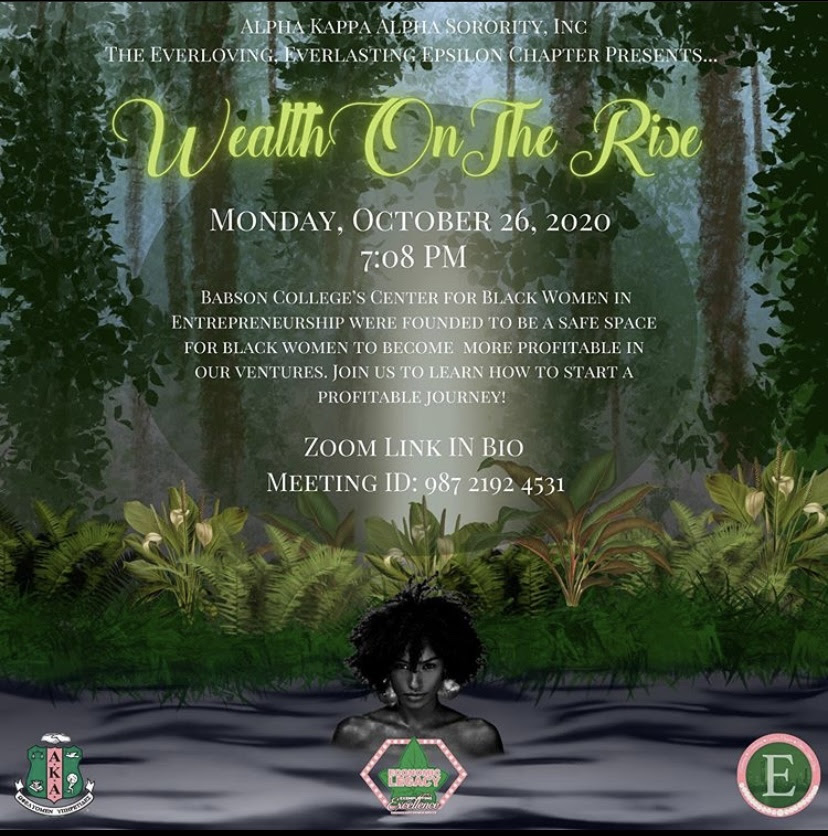 Alpha Kappa Alpha Sorority, Inc
The Everloving, Everlasting Epsilon Chapter Presents...
Wealth On The Rise
Monday, October 26, 2020
7:08 PM
Babson College's Center for Black Women in
Entrepreneurship were founded to be a safe space
for black women to become more profitable in
our ventures. Join us to learn how to start a
profitable journey!
Zoom Link IN Bio
Meeting ID: 987 2192 4531
AKA
LEGACY
Excellence
E